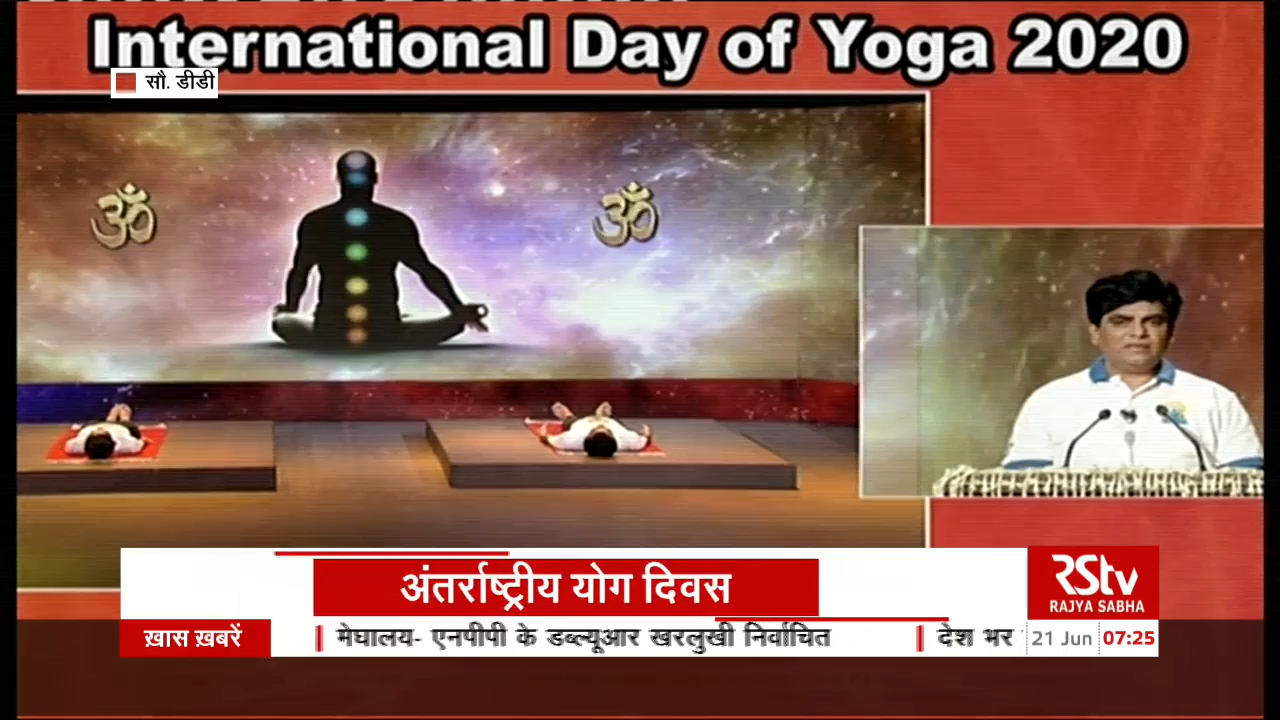 International Day of Yoga 2020
सौ. डीडी
ॐ
ॐ
अंतर्राष्ट्रीय योग दिवस
RStv
RAJYA SABHA
ख़ास ख़बरें
मेघालय- एनपीपी के डब्ल्यूआर खरलुखी निर्वाचित
देश भर
21 Jun
07:25